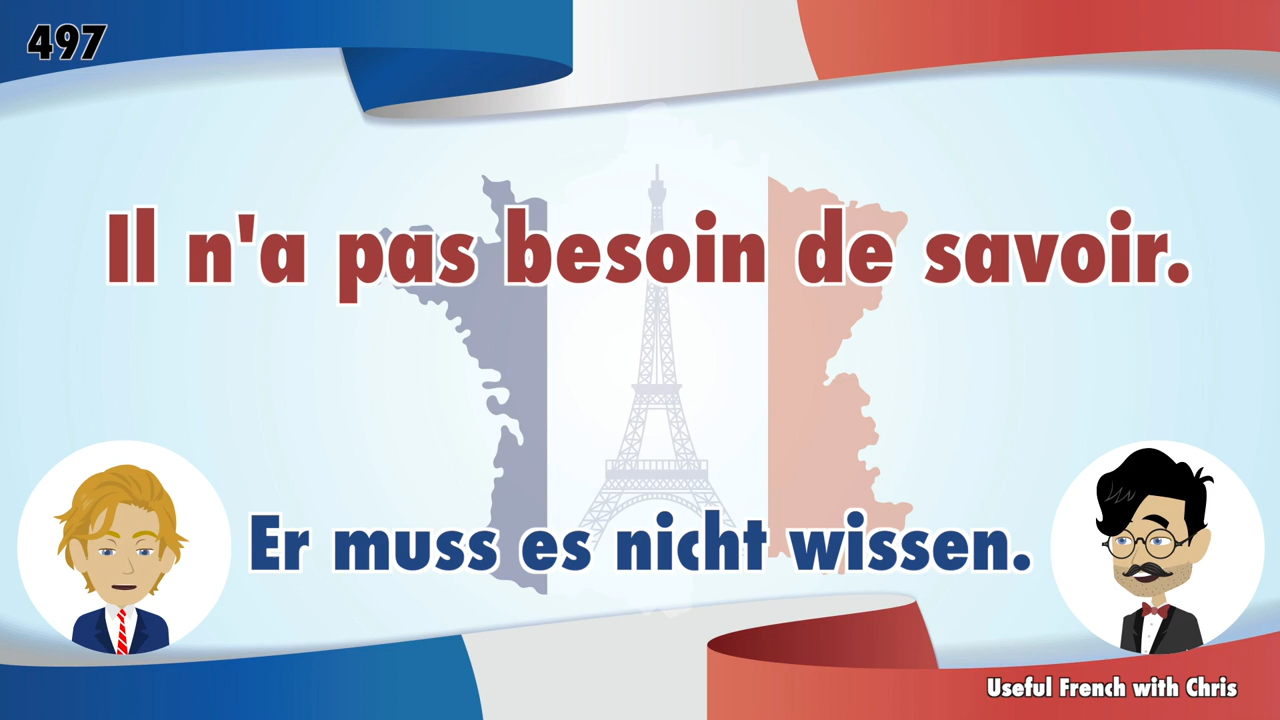 497
Il n'a pas besoin de savoir.
Er muss es nicht wissen.
Useful French with Chris